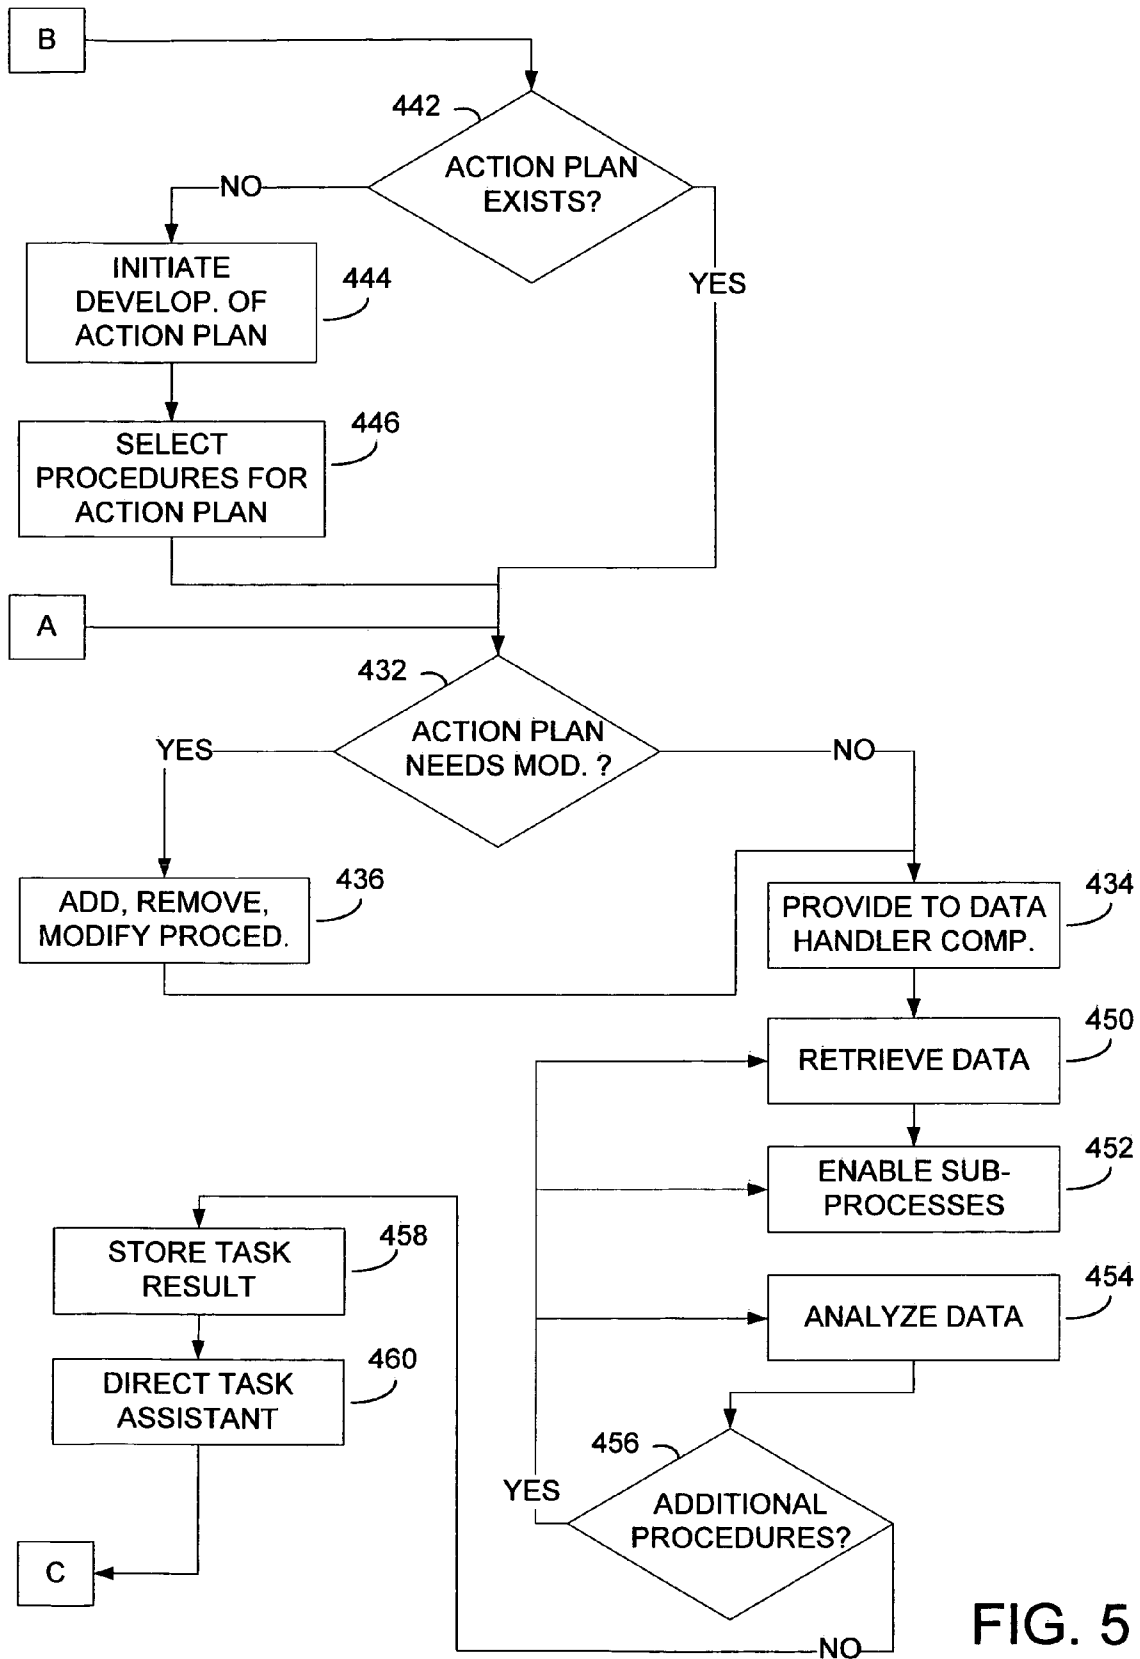 B
442
ACTION PLAN
EXISTS?
NO
YES
INITIATE
DEVELOP. OF
ACTION PLAN
444
SELECT
PROCEDURES FOR
ACTION PLAN
446
A
432
ACTION PLAN
NEEDS MOD. ?
YES
NO
ADD, REMOVE,
MODIFY PROCED.
436
PROVIDE TO DATA
HANDLER COMP.
434
RETRIEVE DATA
450
ENABLE SUB-
PROCESSES
452
ANALYZE DATA
454
456
ADDITIONAL
PROCEDURES?
YES
NO
STORE TASK
RESULT
458
DIRECT TASK
ASSISTANT
460
C
FIG. 5